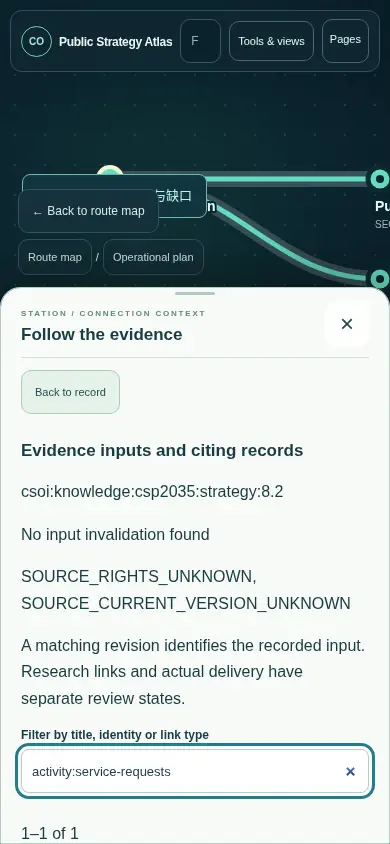 CO
Public Strategy Atlas
F
Tools & views
Pages
与缺口
n
← Back to route map
Route map / Operational plan
STATION / CONNECTION CONTEXT
Follow the evidence
×
Back to record
Evidence inputs and citing records
csoi:knowledge:csp2035:strategy:8.2
No input invalidation found
SOURCE_RIGHTS_UNKNOWN,
SOURCE_CURRENT_VERSION_UNKNOWN
A matching revision identifies the recorded input.
Research links and actual delivery have
separate review states.
Filter by title, identity or link type
activity:service-requests
×
1–1 of 1